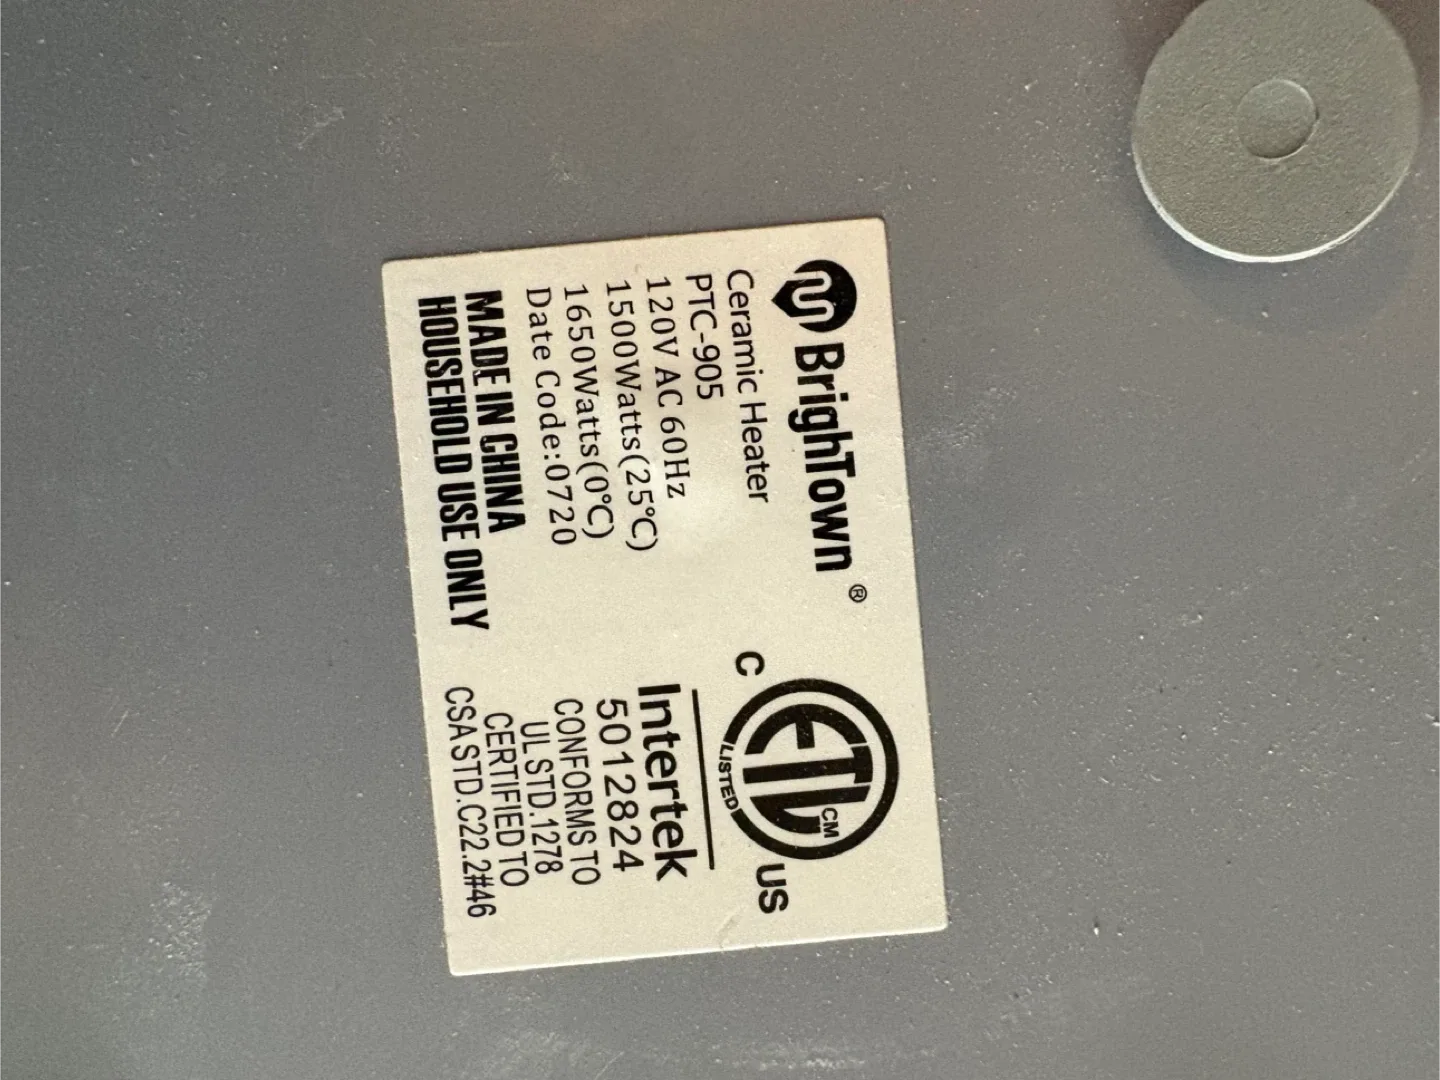 BrighTown ®
Ceramic Heater
PTC-905
120V AC 60Hz
1500Watts(25℃)
1650Watts(0℃)
Date Code:0720
MADE IN CHINA
HOUSEHOLD USE ONLY
C ETL CM US
LISTED
Intertek
5012824
CONFORMS TO
UL STD.1278
CERTIFIED TO
CSA STD.C22.2#46